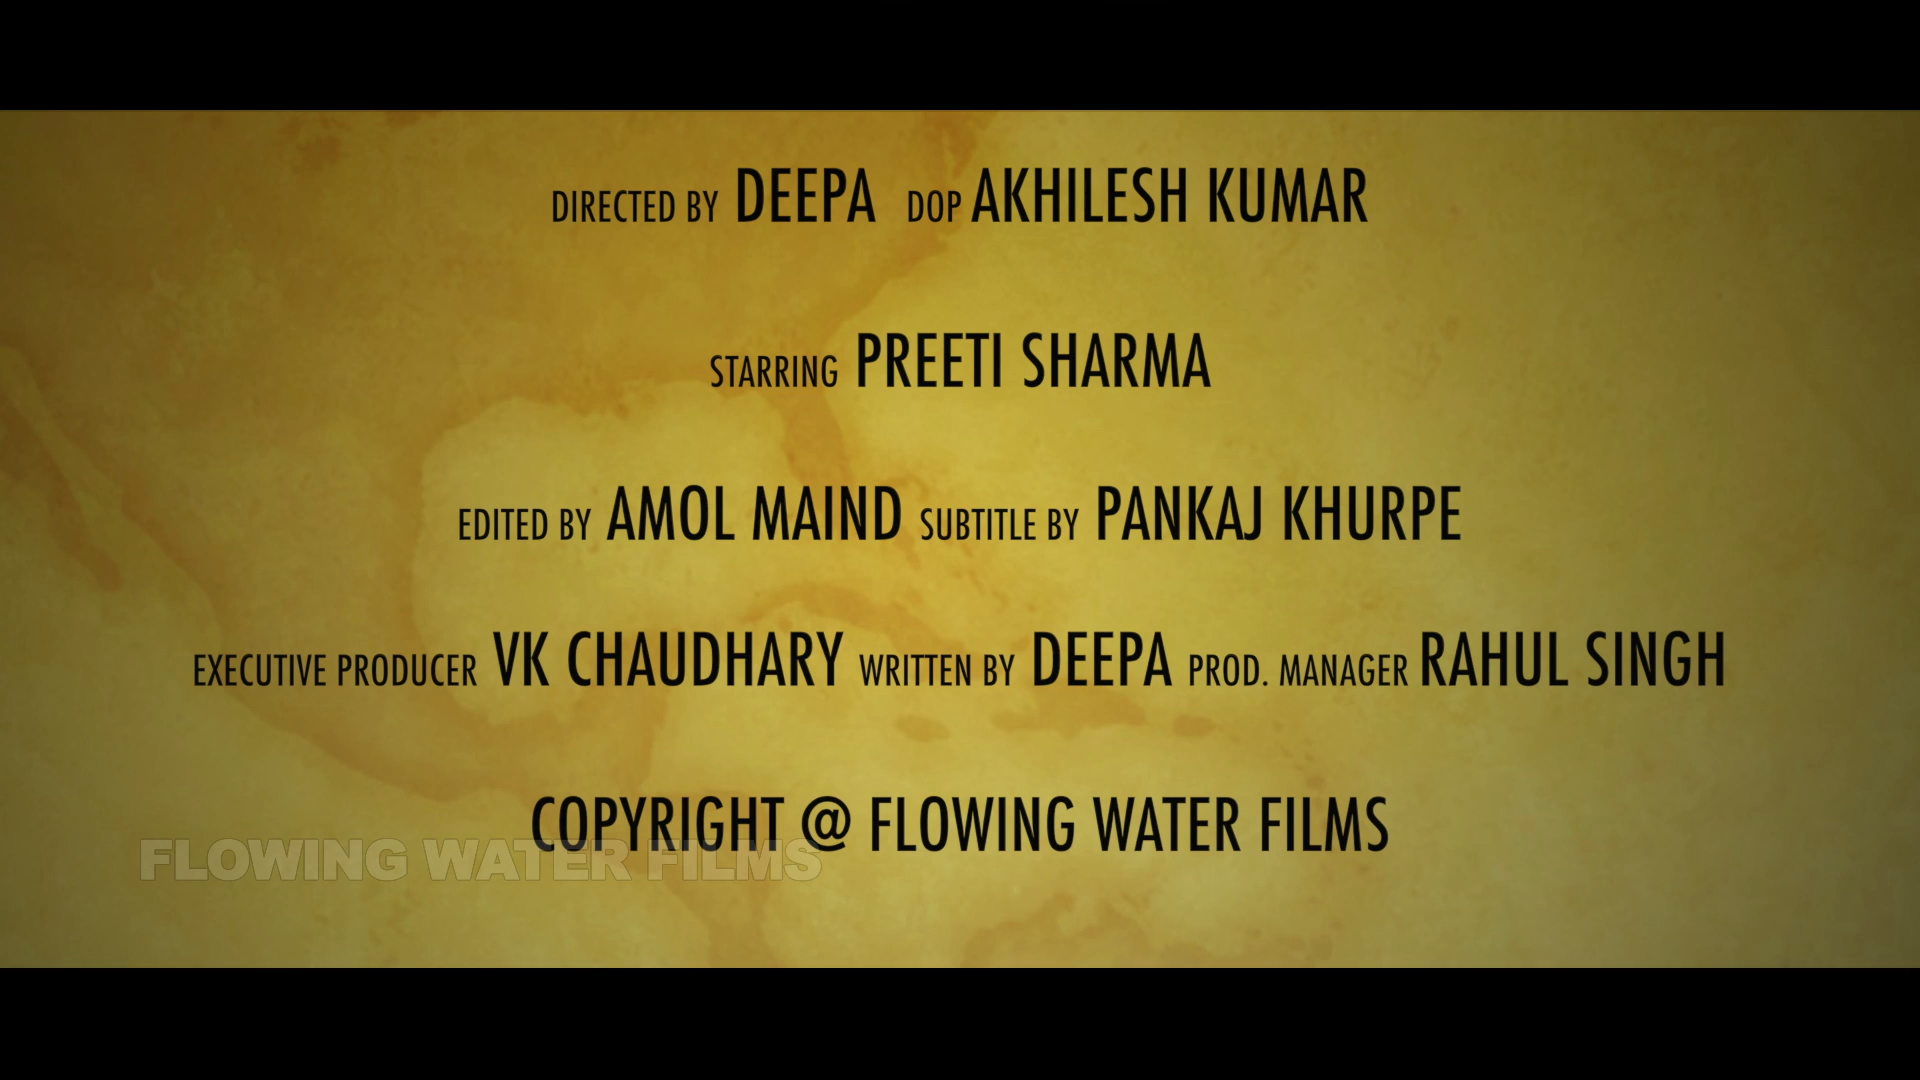 DIRECTED BY DEEPA DOP AKHILESH KUMAR
STARRING PREETI SHARMA
EDITED BY AMOL MAIND SUBTITLE BY PANKAJ KHURPE
EXECUTIVE PRODUCER VK CHAUDHARY WRITTEN BY DEEPA PROD. MANAGER RAHUL SINGH
COPYRIGHT @ FLOWING WATER FILMS
FLOWING WATER FILMS